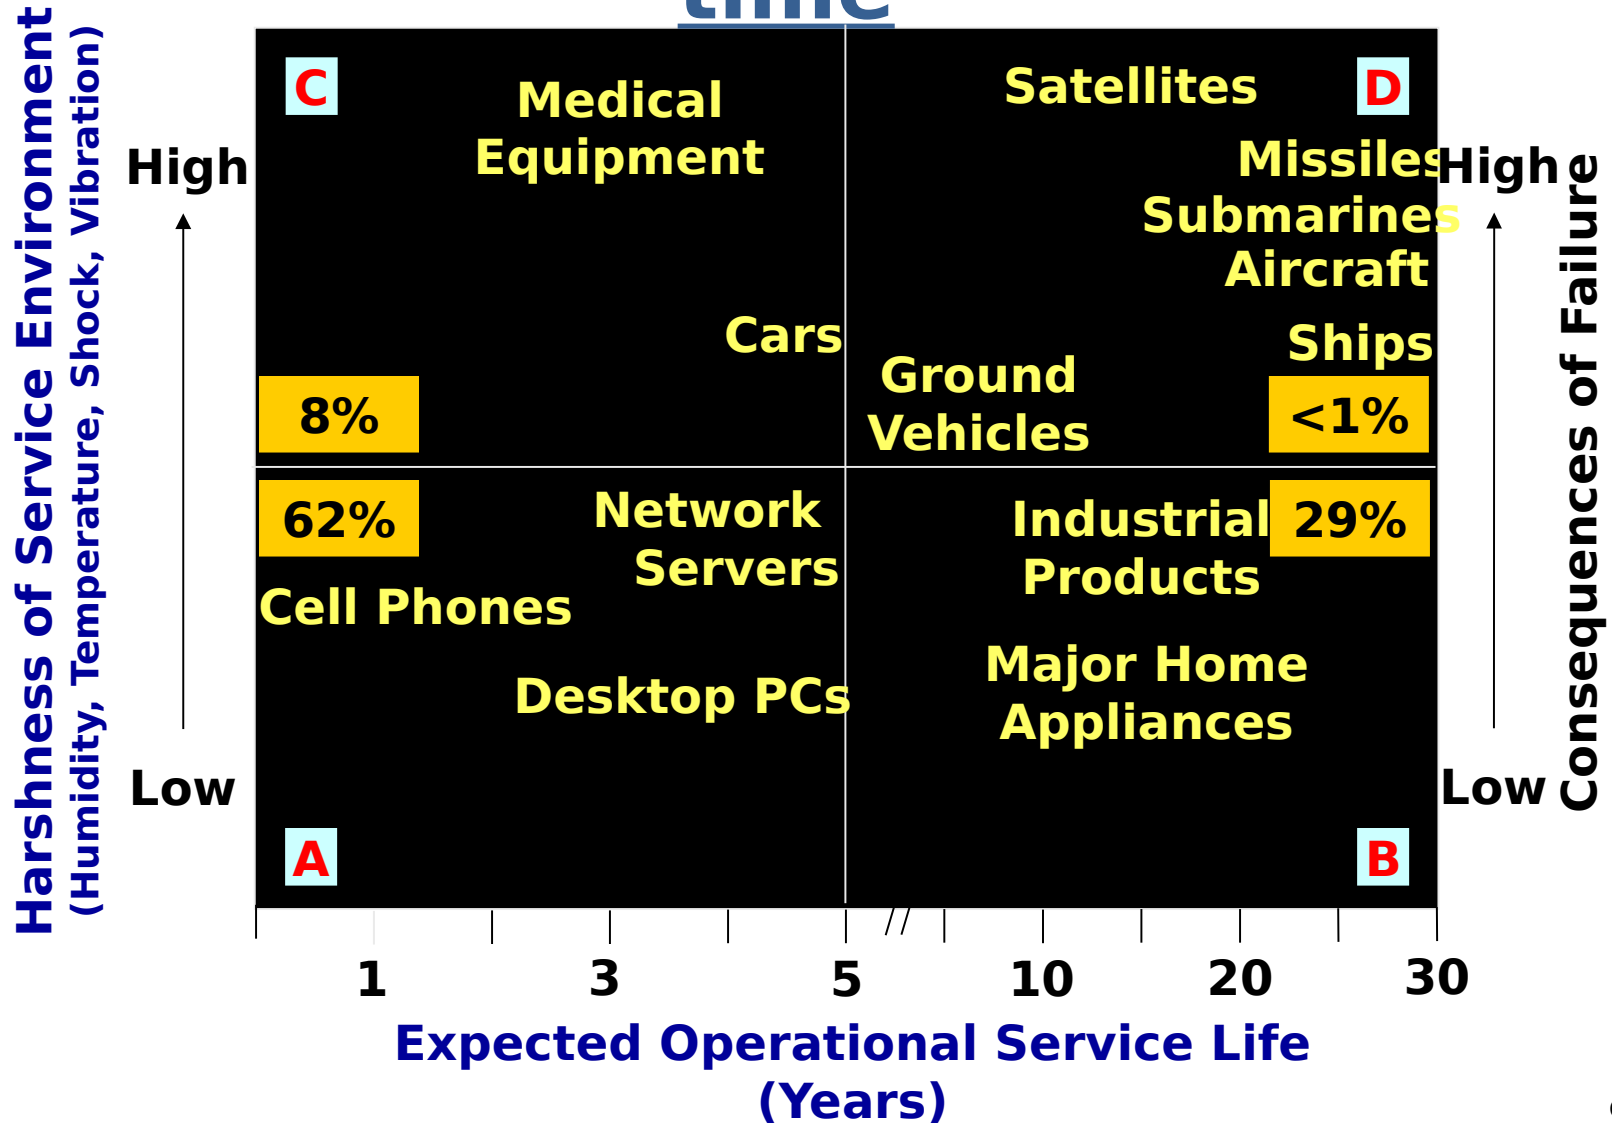 time
Harshness of Service Environment
(Humidity, Temperature, Shock, Vibration)
High
Low
C
Medical
Equipment
Cars
8%
Satellites
D
Missiles
Submarines
Aircraft
Ships
Ground
Vehicles
<1%
62%
Network
Servers
Cell Phones
Desktop PCs
A
Industrial
Products
29%
Major Home
Appliances
B
High
Low
Consequences of Failure
1 3 5 10 20 30
Expected Operational Service Life
(Years)